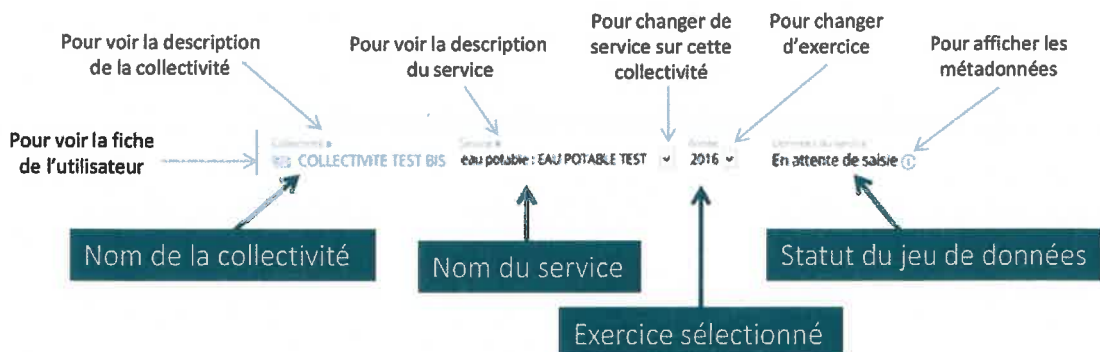 Pour voir la description
de la collectivité
Pour voir la description
du service
Pour changer de
service sur cette
collectivité
Pour changer
d'exercice
Pour afficher les
métadonnées
Pour voir la fiche
de l'utilisateur
Collectivité
Service
Année
COLLECTIVITE TEST BIS
eau potable : EAU POTABLE TEST
2016
En attente de saisie
Nom de la collectivité
Nom du service
Exercice sélectionné
Statut du jeu de données